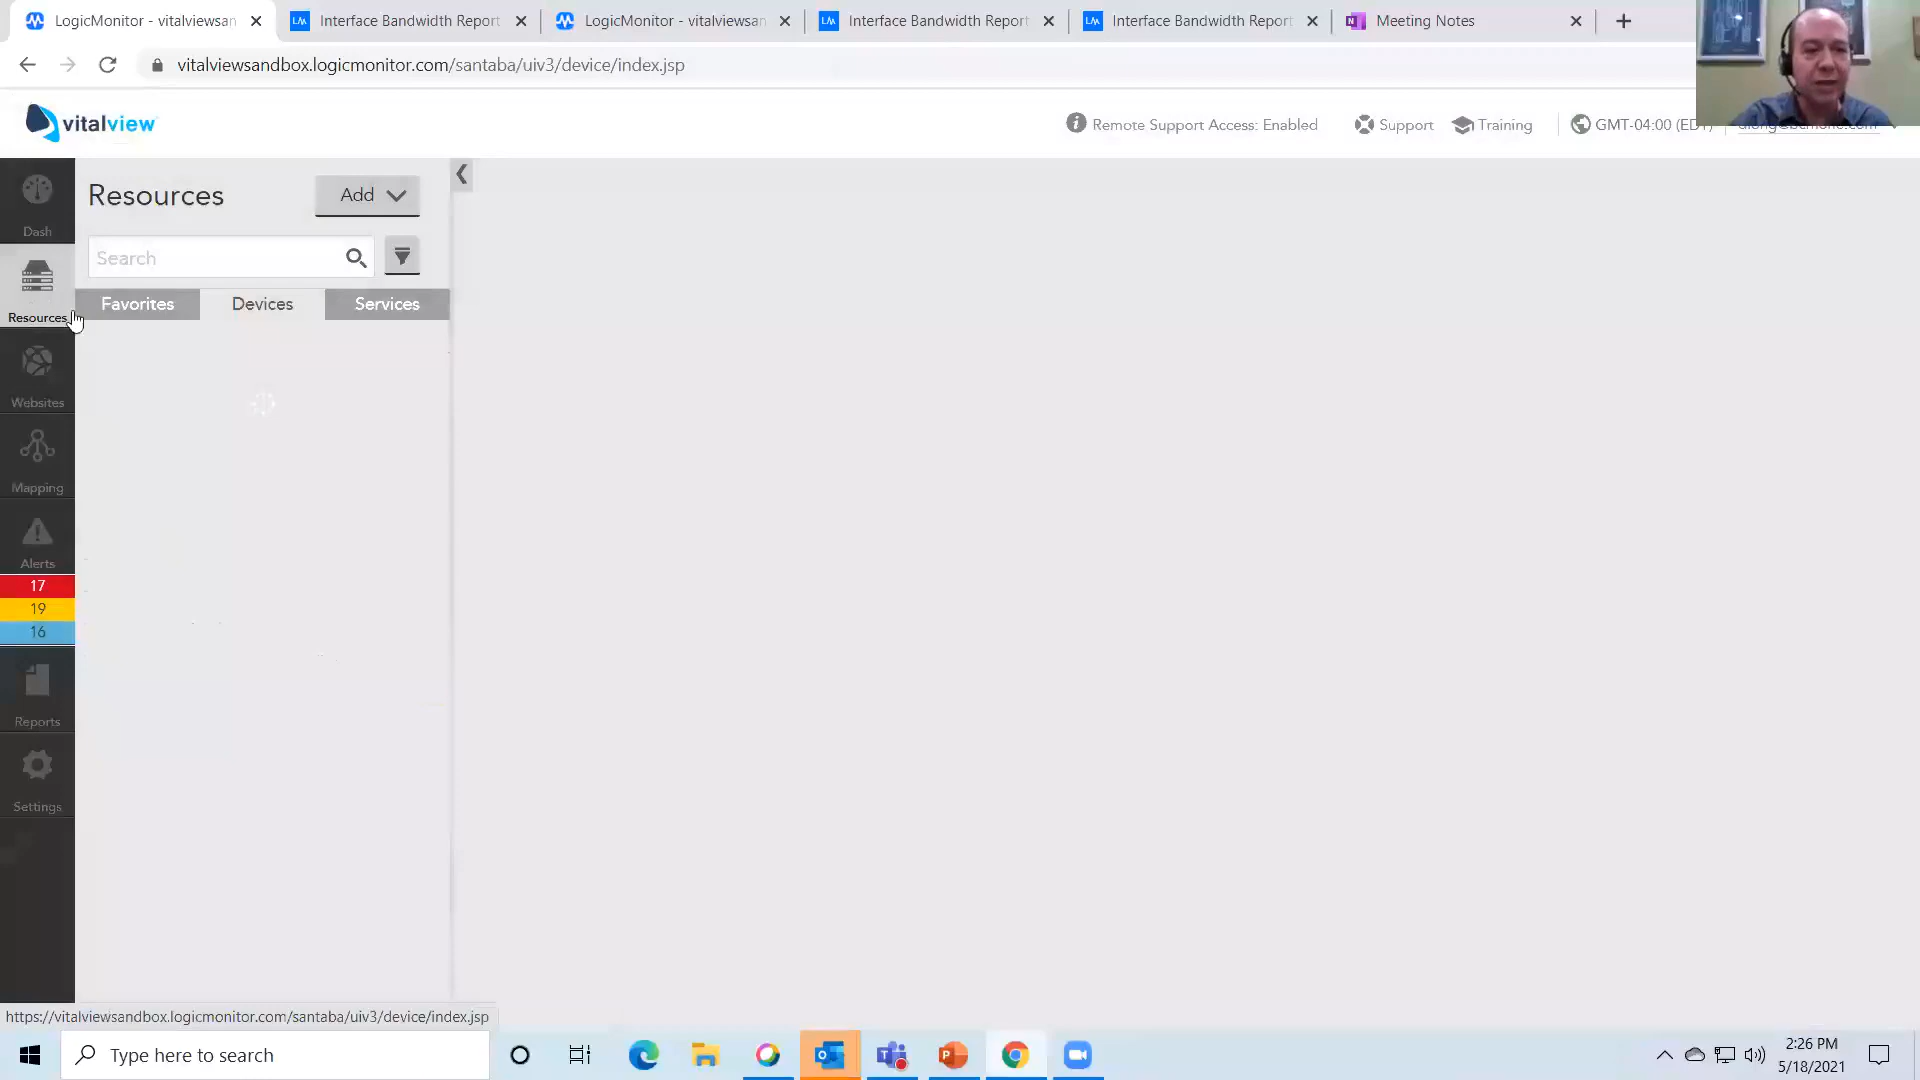 LogicMonitor - vitalviewsan
Interface Bandwidth Report
LogicMonitor - vitalviewsan
Interface Bandwidth Report
Interface Bandwidth Report
Meeting Notes
vitalviewsandbox.logicmonitor.com/santaba/uiv3/device/index.jsp
vitalview
Remote Support Access: Enabled
Support
Training
GMT-04:00 (EDT)
Resources
Add
Search
Favorites
Devices
Services
Dash
Resources
Websites
Mapping
Alerts
17
19
16
Reports
Settings
https://vitalviewsandbox.logicmonitor.com/santaba/uiv3/device/index.jsp
Type here to search
2:26 PM
5/18/2021